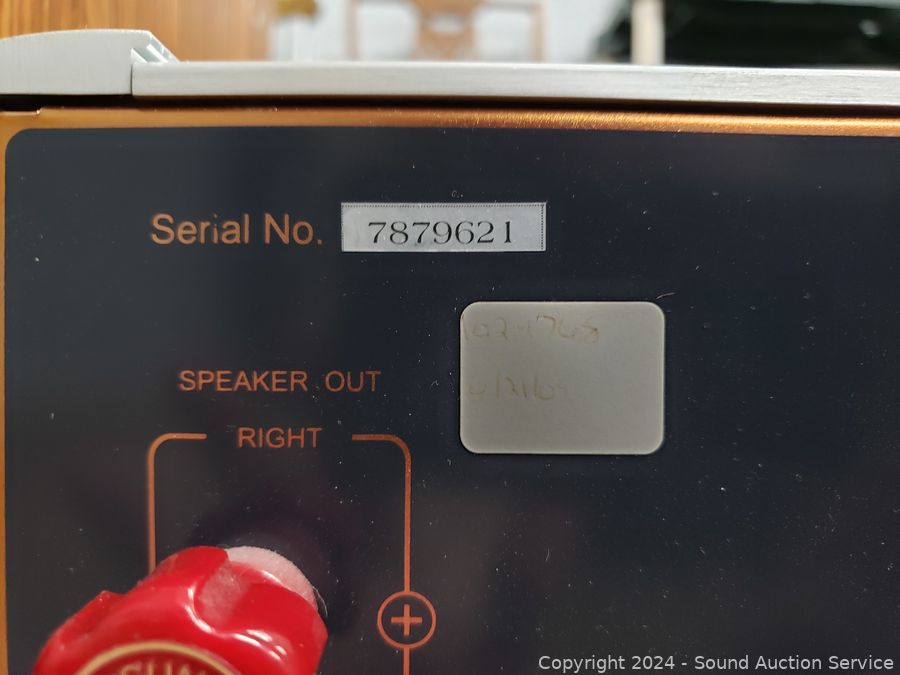 Serial No. 7879621
SPEAKER OUT
RIGHT
+
Copyright 2024 - Sound Auction Service